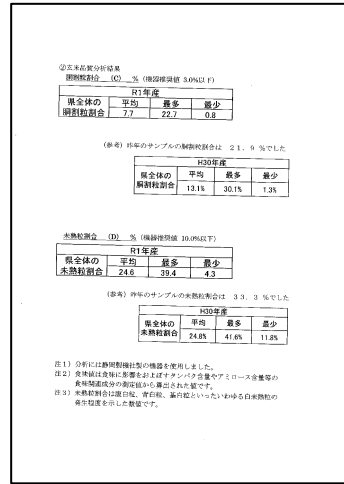 ②玄米品質分析結果
胴割粒割合 (C) % (機器推奨値 3.0%以下)
R1年産
県全体の胴割粒割合 平均 最多 最少
7.7 22.7 0.8
(参考) 昨年のサンプルの胴割粒割合は 21.9 %でした
H30年産
県全体の胴割粒割合 平均 最多 最少
13.1% 30.1% 1.3%
未熟粒割合 (D) % (機器推奨値 10.0%以下)
R1年産
県全体の未熟粒割合 平均 最多 最少
24.6 39.4 4.3
(参考) 昨年のサンプルの未熟粒割合は 33.3 %でした
H30年産
県全体の未熟粒割合 平均 最多 最少
24.8% 41.6% 11.8%
注1) 分析には静岡製機社製の機器を使用しました。
注2) 食味値は食味に影響をおよぼすタンパク含量やアミロース含量等の
食味関連成分の測定値から算出された値です。
注3) 未熟粒割合は腹白粒、背白粒、基白粒といったいわゆる白未熟粒の
発生程度を示した数値です。